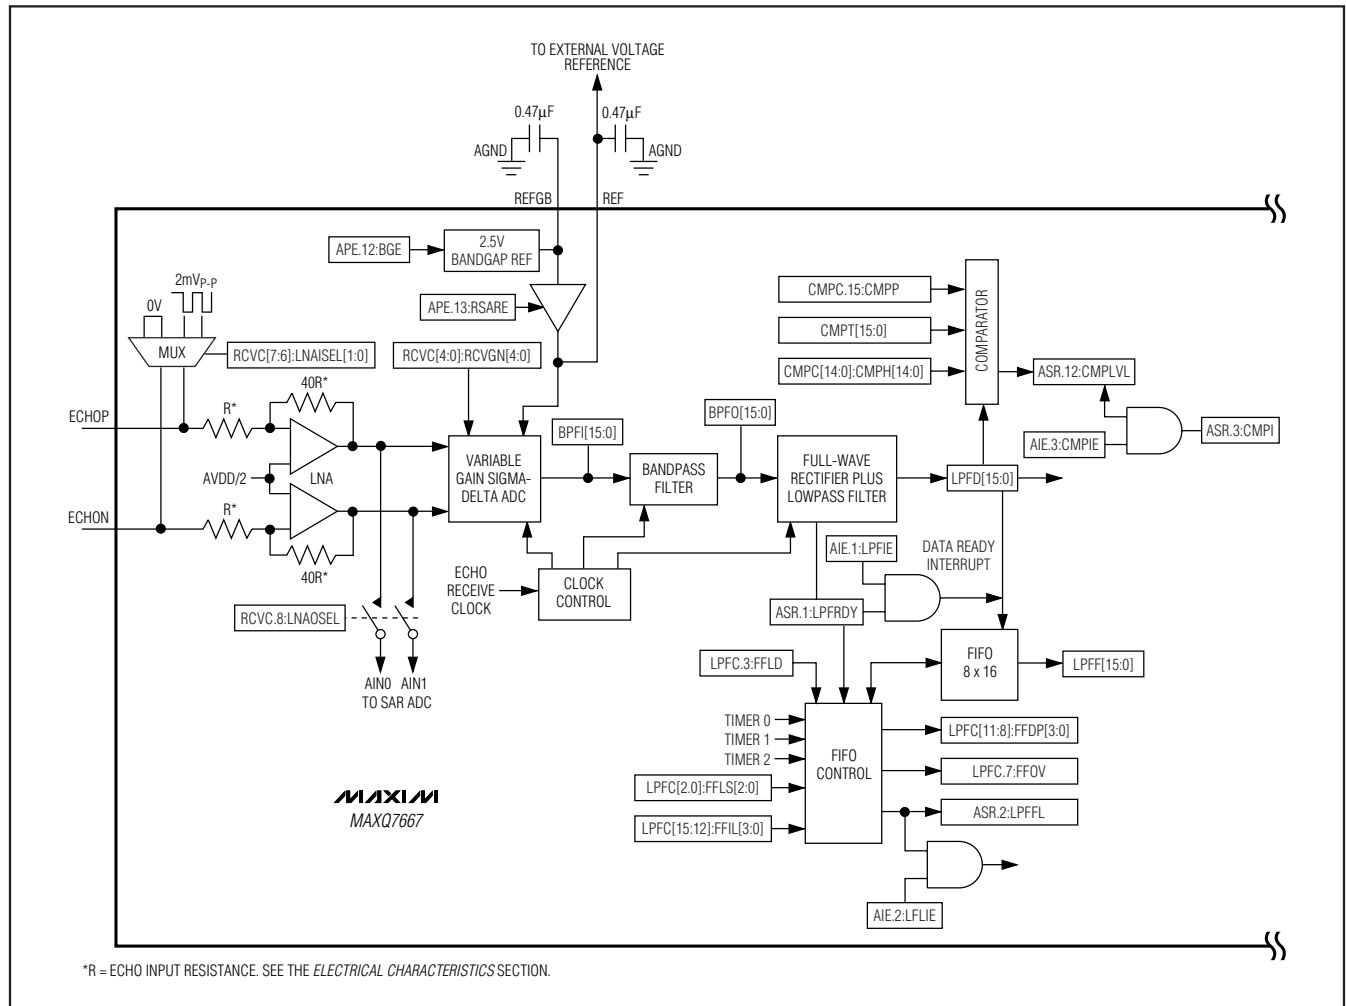 TO EXTERNAL VOLTAGE
REFERENCE
0.47µF
0.47µF
AGND
AGND
REFGB
REF
APE.12:BGE
2.5V
BANDGAP REF
2mVP-P
0V
MUX
RCVC[7:6]:LNAISEL[1:0]
APE.13:RSARE
RCVC[4:0]:RCVGN[4:0]
CMPC.15:CMPP
CMPT[15:0]
CMPC[14:0]:CMPH[14:0]
COMPARATOR
ASR.12:CMPLVL
AIE.3:CMPIE
ASR.3:CMPI
40R*
R*
ECHOP
AVDD/2
LNA
ECHON
R*
40R*
VARIABLE
GAIN SIGMA-
DELTA ADC
BPFI[15:0]
BANDPASS
FILTER
BPFO[15:0]
FULL-WAVE
RECTIFIER PLUS
LOWPASS FILTER
LPFD[15:0]
AIE.1:LPFIE
DATA READY
INTERRUPT
ECHO
RECEIVE
CLOCK
CLOCK
CONTROL
ASR.1:LPFRDY
RCVC.8:LNAOSEL
AIN0
AIN1
TO SAR ADC
LPFC.3:FFLD
FIFO
8 x 16
LPFF[15:0]
TIMER 0
TIMER 1
TIMER 2
FIFO
CONTROL
LPFC[2.0]:FFLS[2:0]
LPFC[15:12]:FFIL[3:0]
LPFC[11:8]:FFDP[3:0]
LPFC.7:FFOV
ASR.2:LPFFL
AIE.2:LFLIE
MAXIM
MAXQ7667
*R = ECHO INPUT RESISTANCE. SEE THE ELECTRICAL CHARACTERISTICS SECTION.